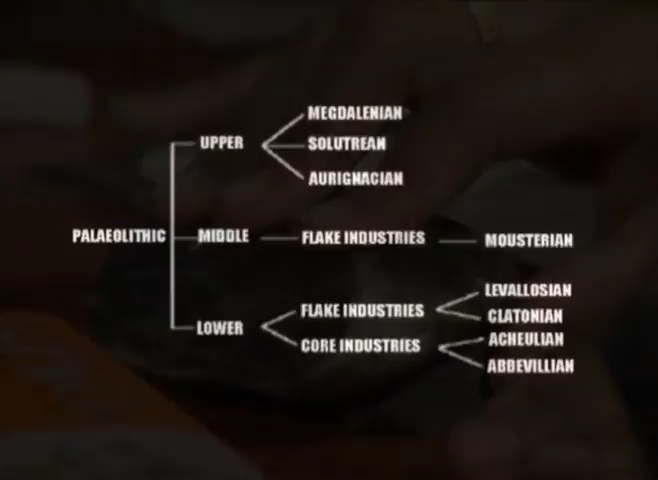 MEGDALENIAN
UPPER
SOLUTREAN
AURIGNACIAN
PALAEOLITHIC
MIDDLE
FLAKE INDUSTRIES
MOUSTERIAN
LEVALLOSIAN
FLAKE INDUSTRIES
CLATONIAN
LOWER
ACHEULIAN
CORE INDUSTRIES
ABBEVILLIAN